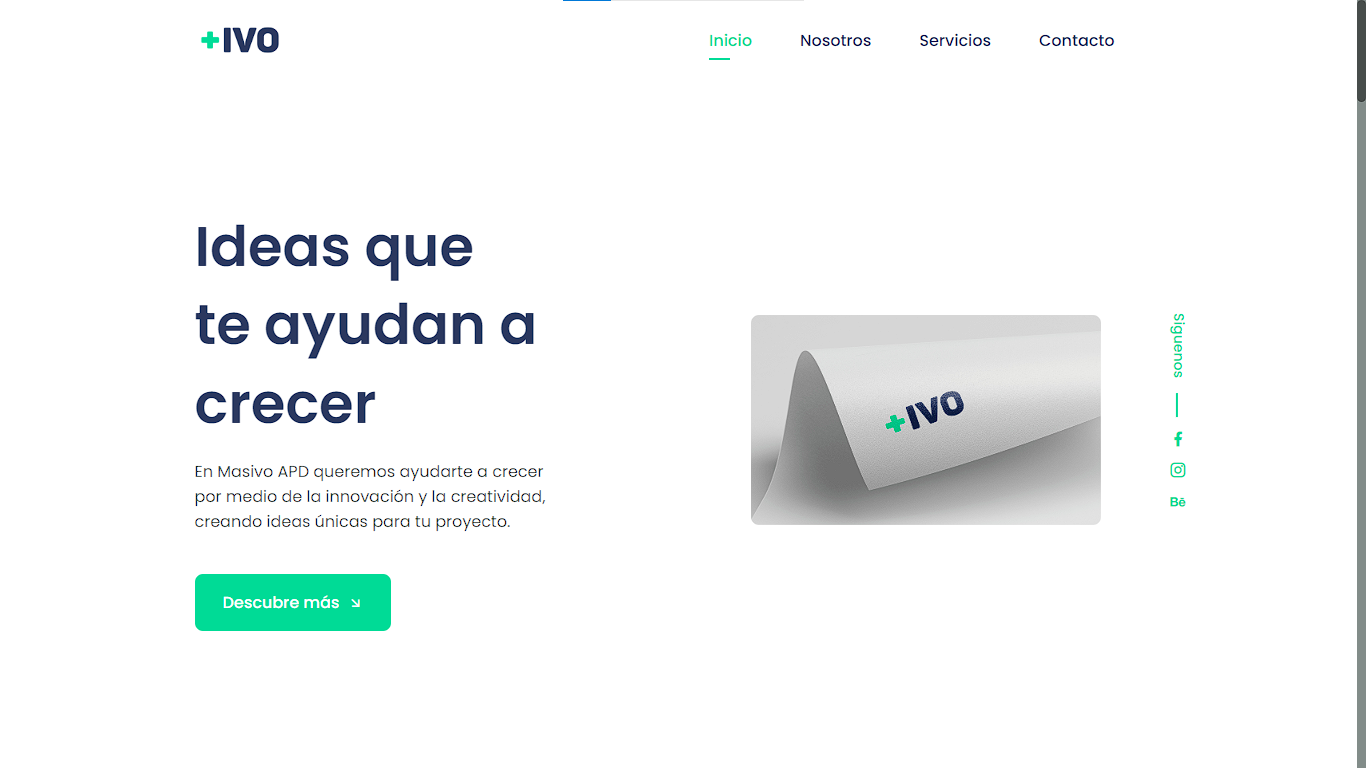 +IVO
Inicio
Nosotros
Servicios
Contacto
Ideas que
te ayudan a
crecer
En Masivo APD queremos ayudarte a crecer
por medio de la innovación y la creatividad,
creando ideas únicas para tu proyecto.
Descubre más
+IVO
Siguenos
Bē